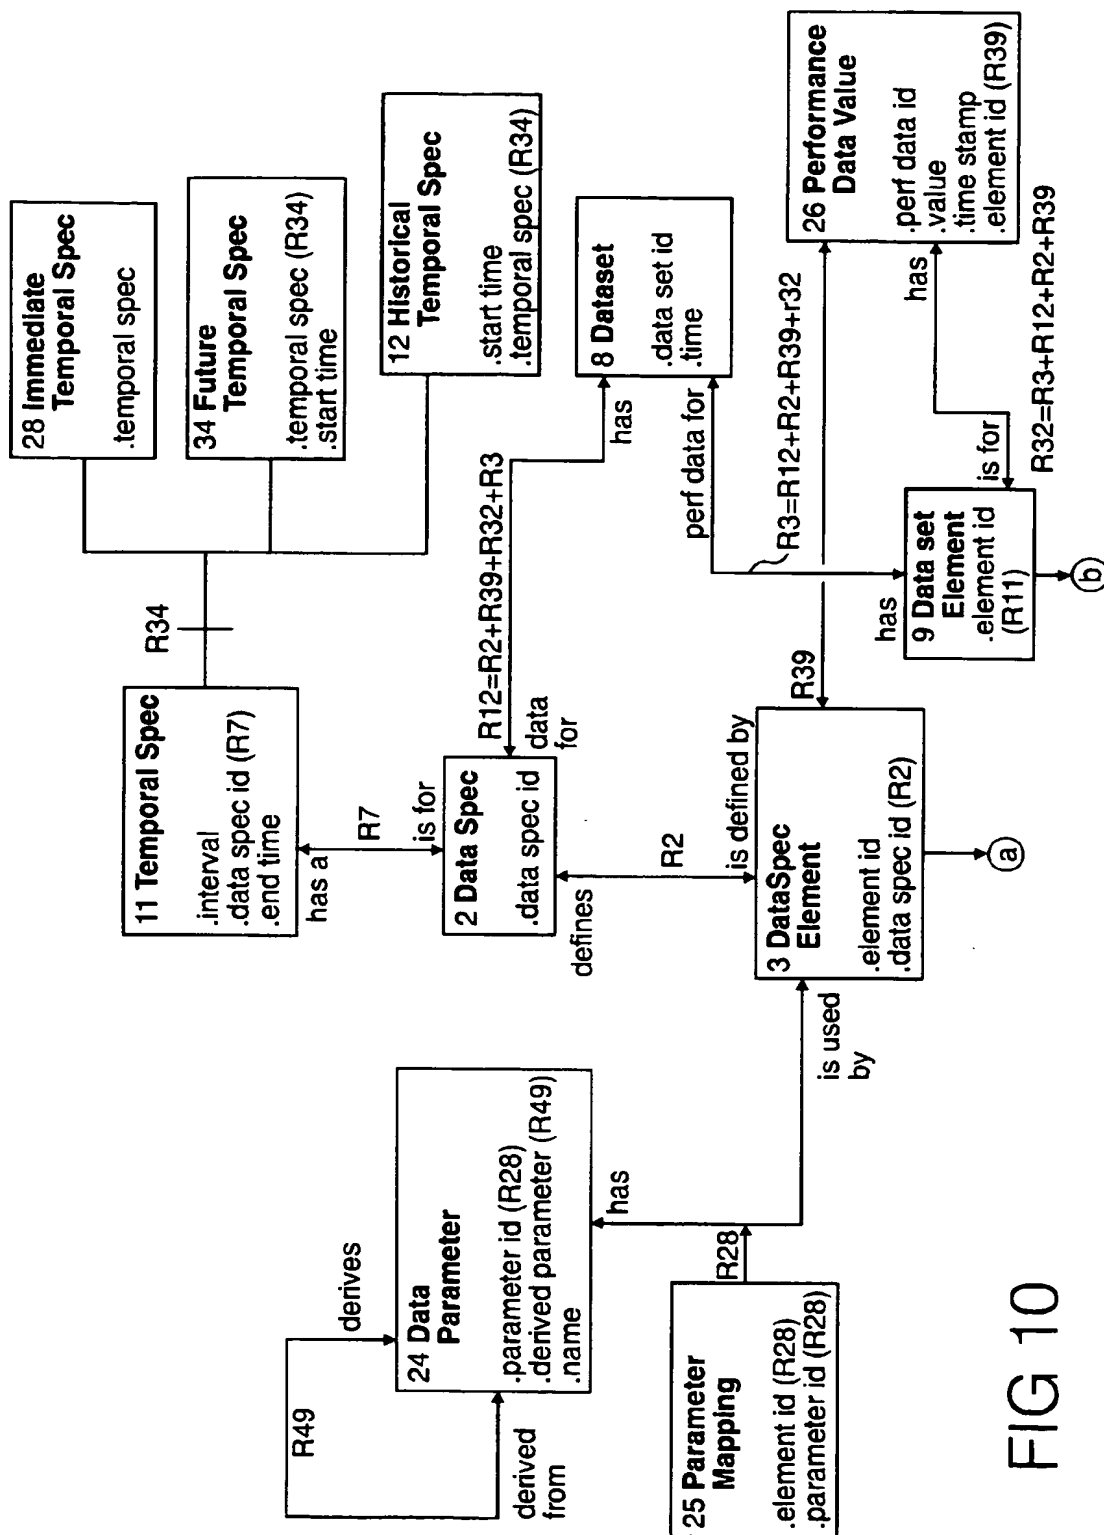 28 Immediate
Temporal Spec
.temporal spec
34 Future
Temporal Spec
.temporal spec (R34)
.start time
12 Historical
Temporal Spec
.start time
.temporal spec (R34)
R34
11 Temporal Spec
.interval
.data spec id (R7)
.end time
has a
R7
is for
2 Data Spec
.data spec id
R12=R2+R39+R32+R3
data
for
has
8 Dataset
.data set id
.time
perf data for
R3=R12+R2+R39+r32
has
9 Data set
Element
.element id
(R11)
b
26 Performance
Data Value
.perf data id
.value
.time stamp
.element id (R39)
has
is for
R32=R3+R12+R2+R39
R39
defines
R2
is defined by
3 DataSpec
Element
.element id
.data spec id (R2)
a
is used
by
24 Data
Parameter
.parameter id (R28)
.derived parameter (R49)
.name
has
R49
derives
derived
from
R28
25 Parameter
Mapping
.element id (R28)
.parameter id (R28)
FIG 10